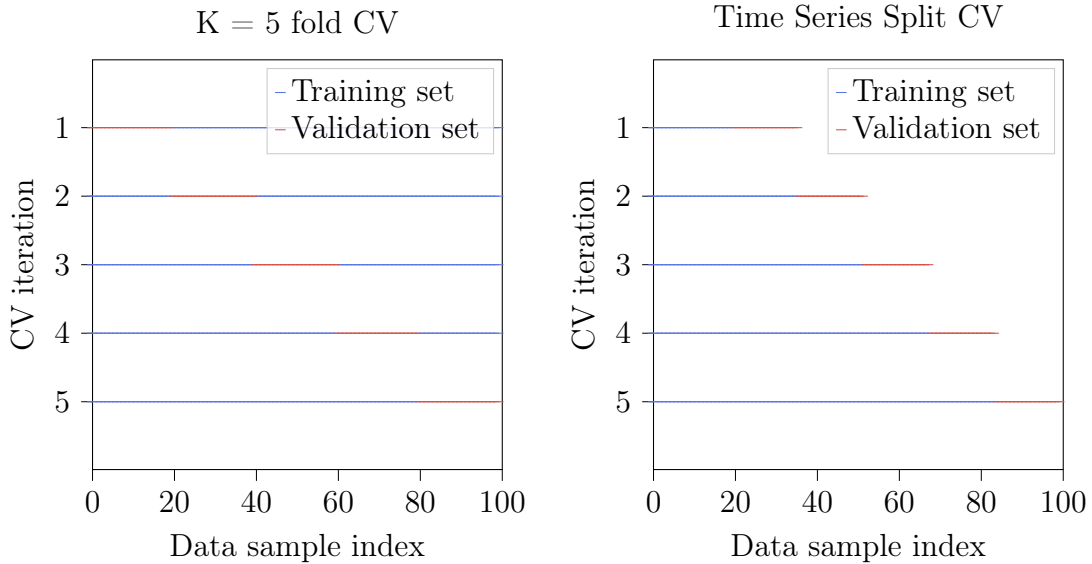 K = 5 fold CV
Training set
Validation set
1
2
3
4
5
CV iteration
0 20 40 60 80 100
Data sample index
Time Series Split CV
Training set
Validation set
1
2
3
4
5
CV iteration
0 20 40 60 80 100
Data sample index